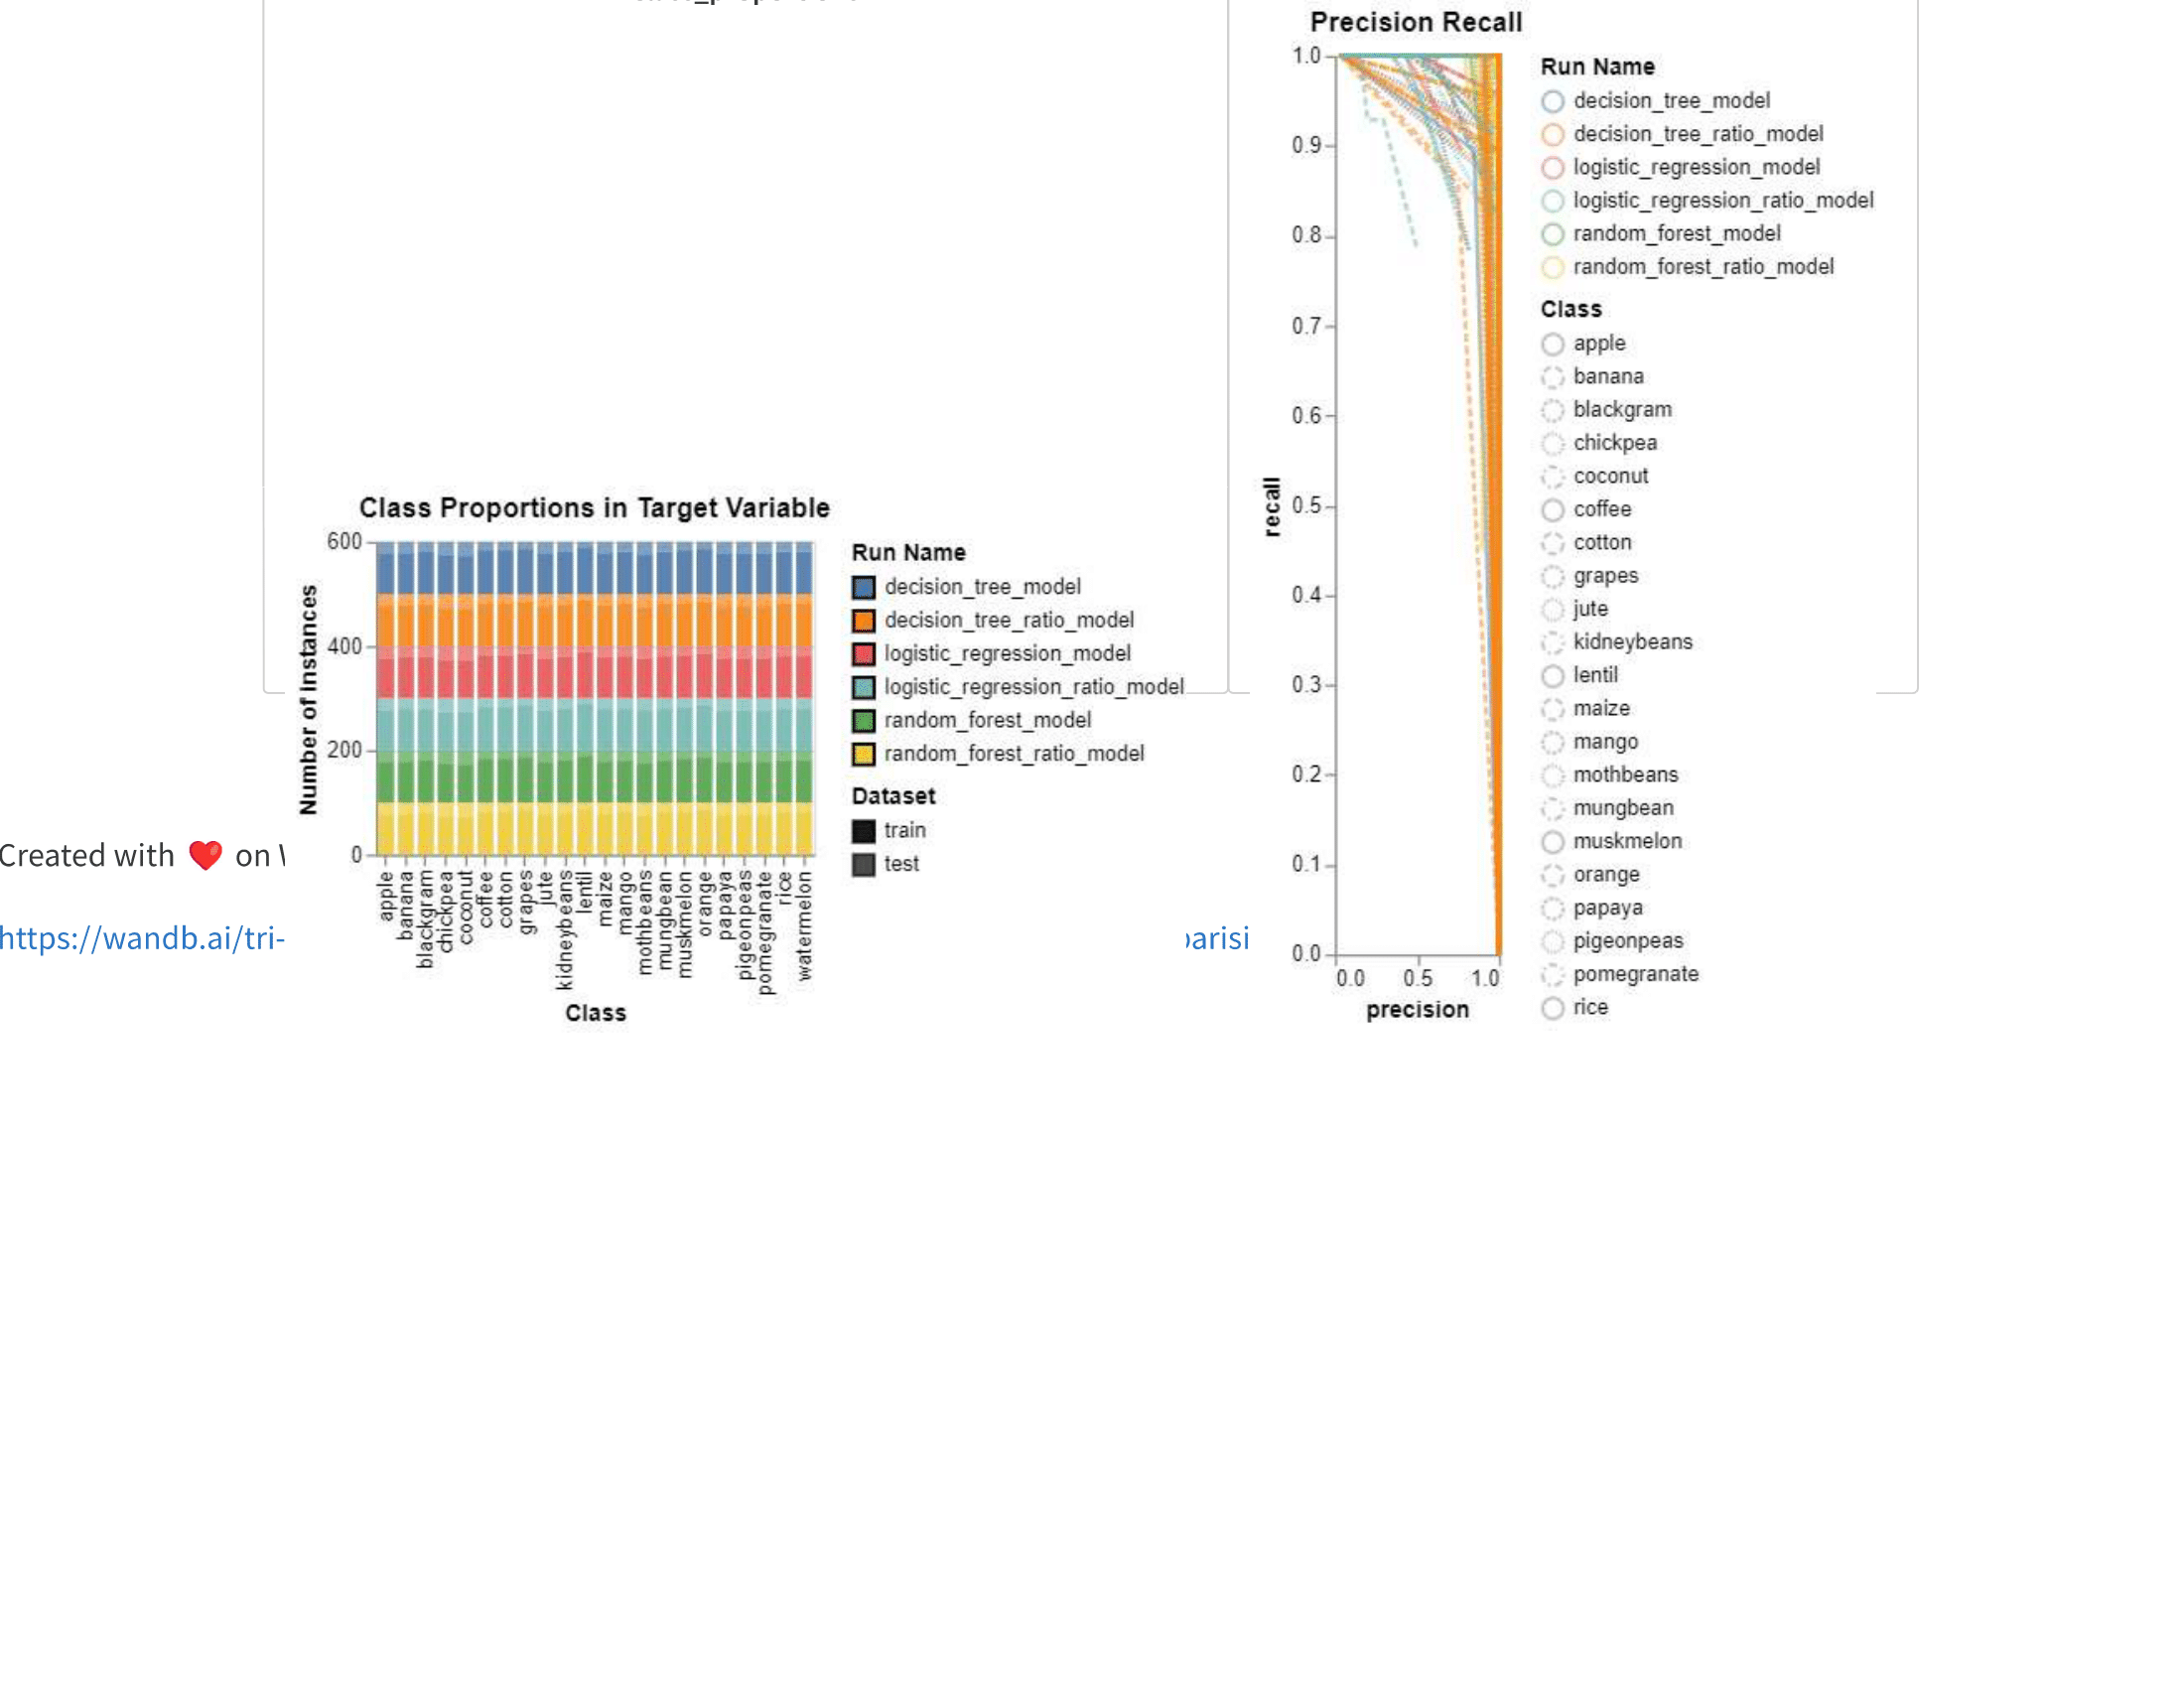 Precision Recall
1.0
0.9
0.8
0.7
0.6
0.5
0.4
0.3
0.2
0.1
0.0
recall
0.0 0.5 1.0
precision
Run Name
decision_tree_model
decision_tree_ratio_model
logistic_regression_model
logistic_regression_ratio_model
random_forest_model
random_forest_ratio_model
Class
apple
banana
blackgram
chickpea
coconut
coffee
cotton
grapes
jute
kidneybeans
lentil
maize
mango
mothbeans
mungbean
muskmelon
orange
papaya
pigeonpeas
pomegranate
rice
Class Proportions in Target Variable
600
400
200
0
Number of instances
apple
banana
blackgram
chickpea
coconut
coffee
cotton
grapes
jute
kidneybeans
lentil
maize
mango
mothbeans
mungbean
muskmelon
orange
papaya
pigeonpeas
pomegranate
rice
watermelon
Class
Run Name
decision_tree_model
decision_tree_ratio_model
logistic_regression_model
logistic_regression_ratio_model
random_forest_model
random_forest_ratio_model
Dataset
train
test
Created with ❤️ on
https://wandb.ai/tri-
parisi